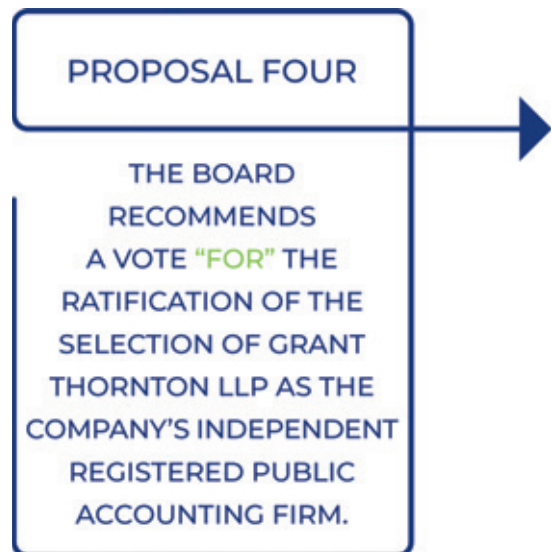 PROPOSAL FOUR
THE BOARD
RECOMMENDS
A VOTE “FOR” THE
RATIFICATION OF THE
SELECTION OF GRANT
THORNTON LLP AS THE
COMPANY’S INDEPENDENT
REGISTERED PUBLIC
ACCOUNTING FIRM.